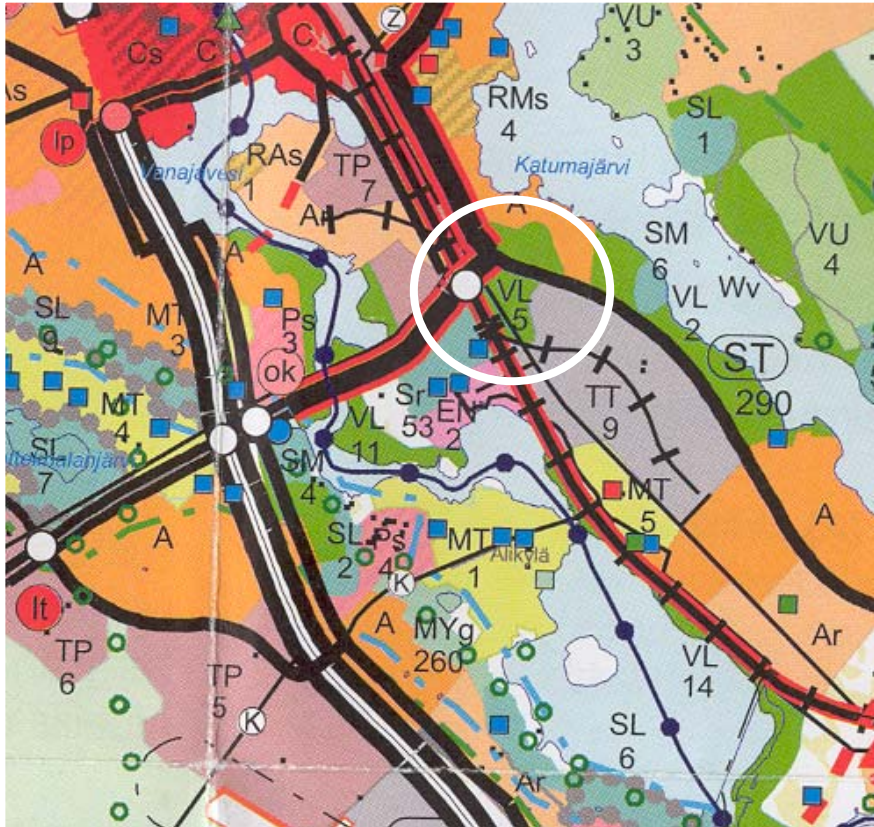 Z
VU
3
Cs
C
C
As
RMs
4
SL
1
lp
Vanajavesi
RAs
1
TP
7
Katumajärvi
Ar
A
A
SM
6
VU
4
A
Wv
VL
5
VL
2
SL
9
MT
3
Ps
3
ok
ST
290
MT
4
Sr
53
EN
2
TT
9
VL
11
SL
7
SM
4
MT
5
A
A
SL
2
Ps
4
MT
1
Alikylä
K
lt
A
MYg
260
Ar
TP
6
TP
5
VL
14
K
SL
6
Ar